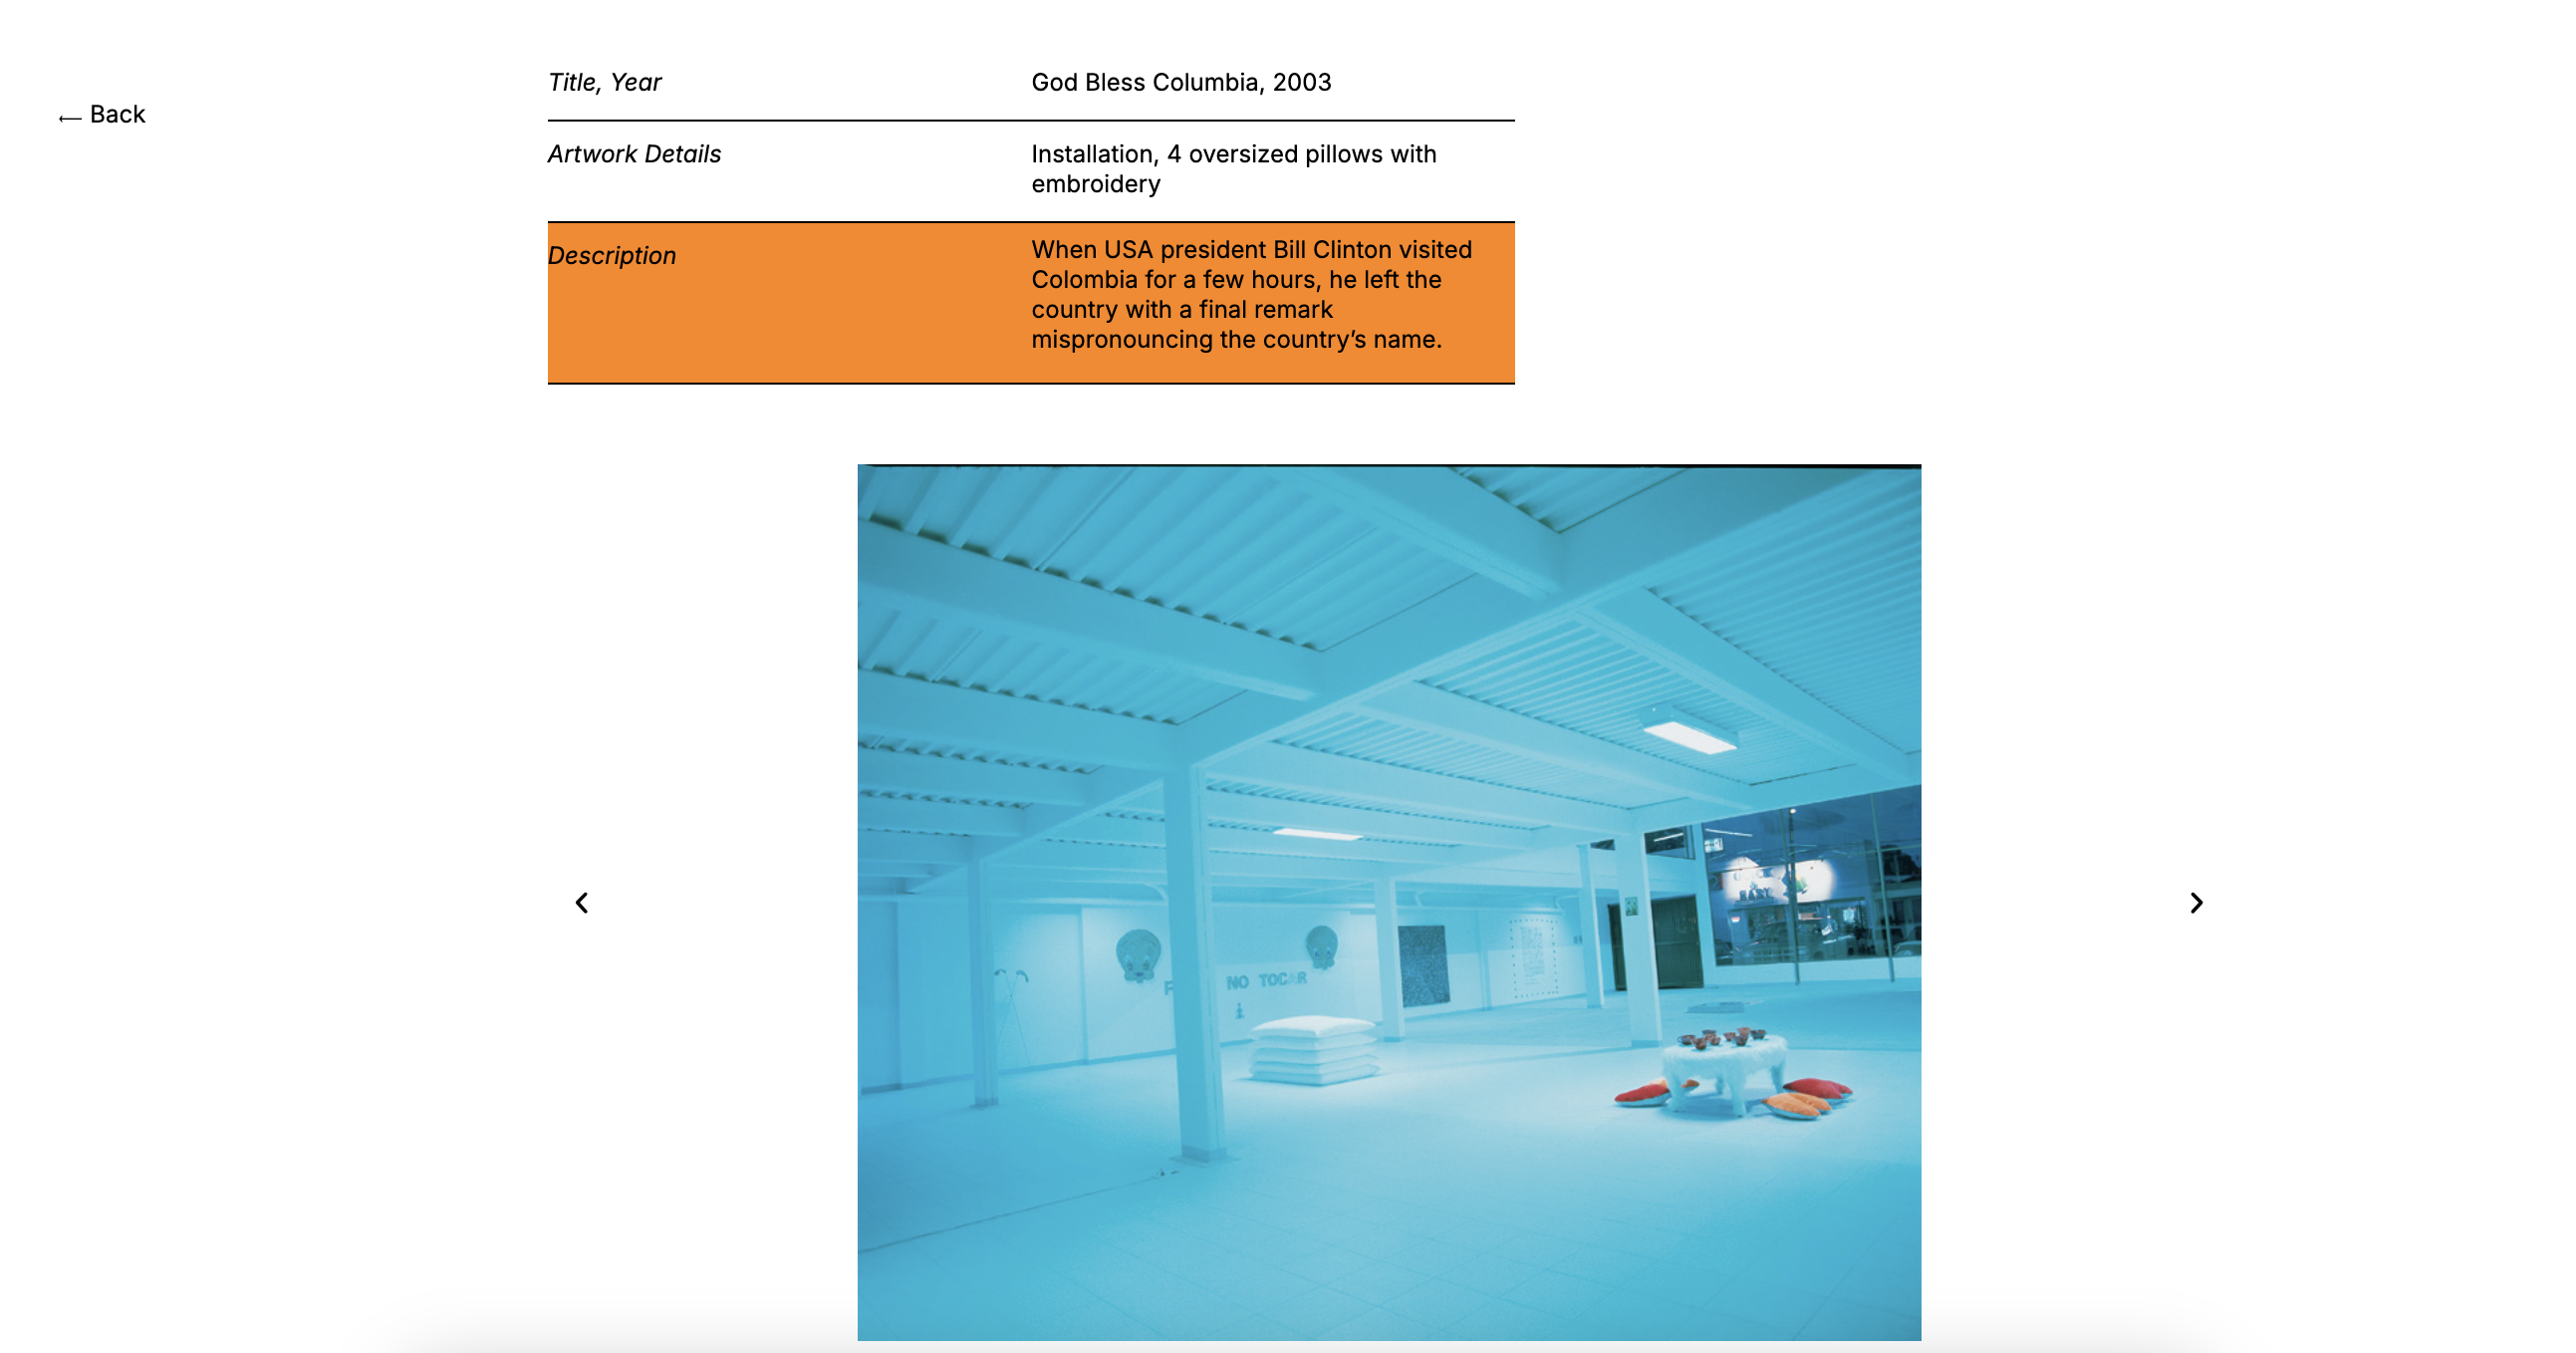 ← Back
Title, Year
God Bless Columbia, 2003
Artwork Details
Installation, 4 oversized pillows with
embroidery
Description
When USA president Bill Clinton visited
Colombia for a few hours, he left the
country with a final remark
mispronouncing the country’s name.
NO TOCAR